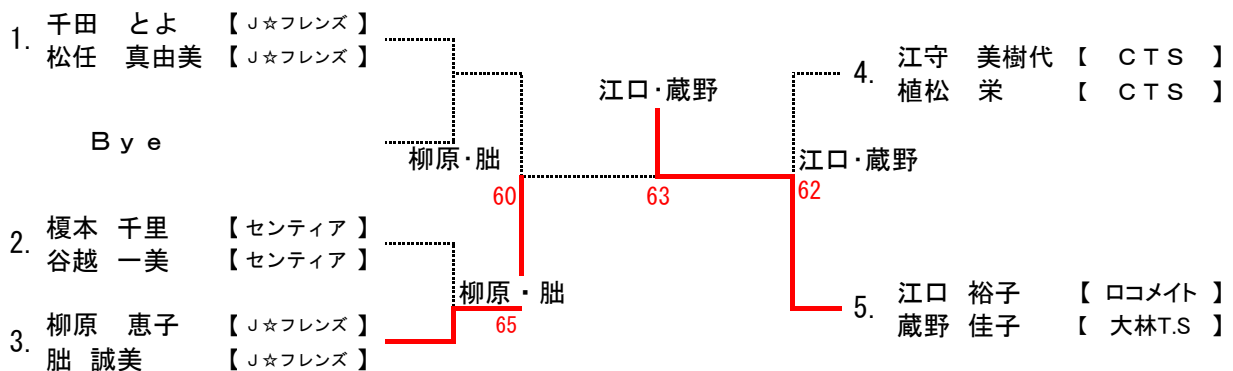 1. 千田 とよ 【 J☆フレンズ 】
松任 真由美 【 J☆フレンズ 】
Bye
2. 榎本 千里 【 センティア 】
谷越 一美 【 センティア 】
3. 柳原 恵子 【 J☆フレンズ 】
朏 誠美 【 J☆フレンズ 】
柳原・朏
60
柳原・朏
65
江口・蔵野
63
江口・蔵野
62
4. 江守 美樹代 【 CTS 】
植松 栄 【 CTS 】
5. 江口 裕子 【 ロコメイト 】
蔵野 佳子 【 大林T.S 】